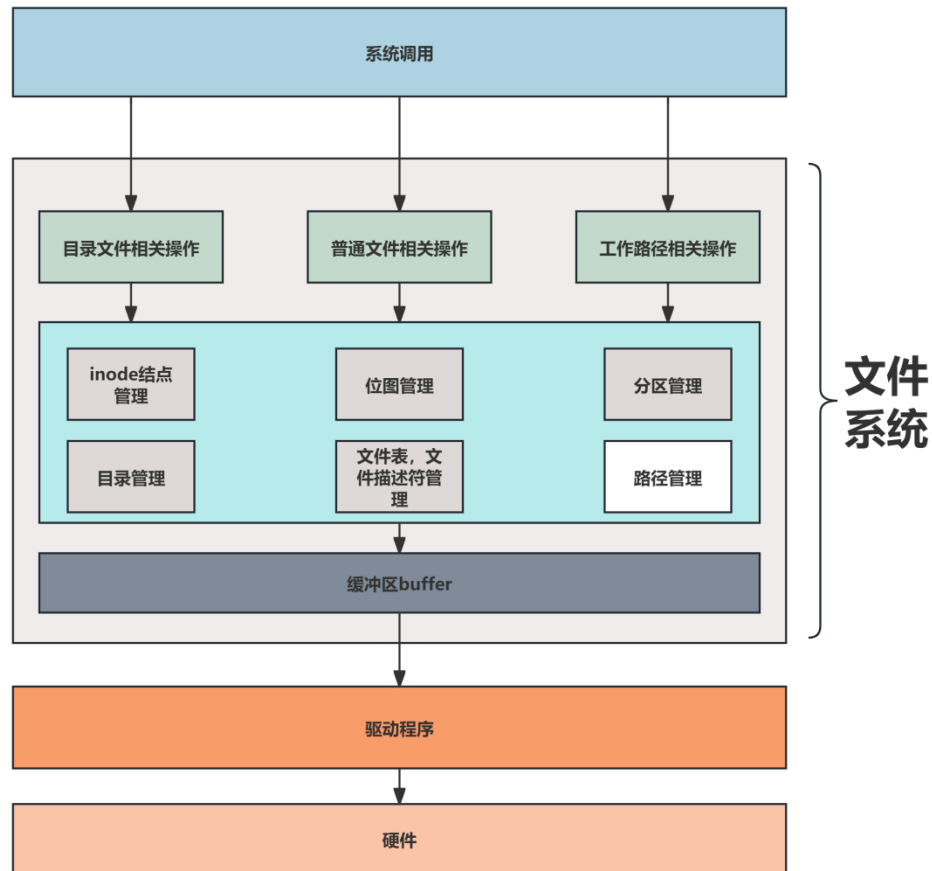 系统调用
目录文件相关操作
普通文件相关操作
工作路径相关操作
inode结点
管理
位图管理
分区管理
目录管理
文件表，文
件描述符管
理
路径管理
缓冲区buffer
文件
系统
驱动程序
硬件